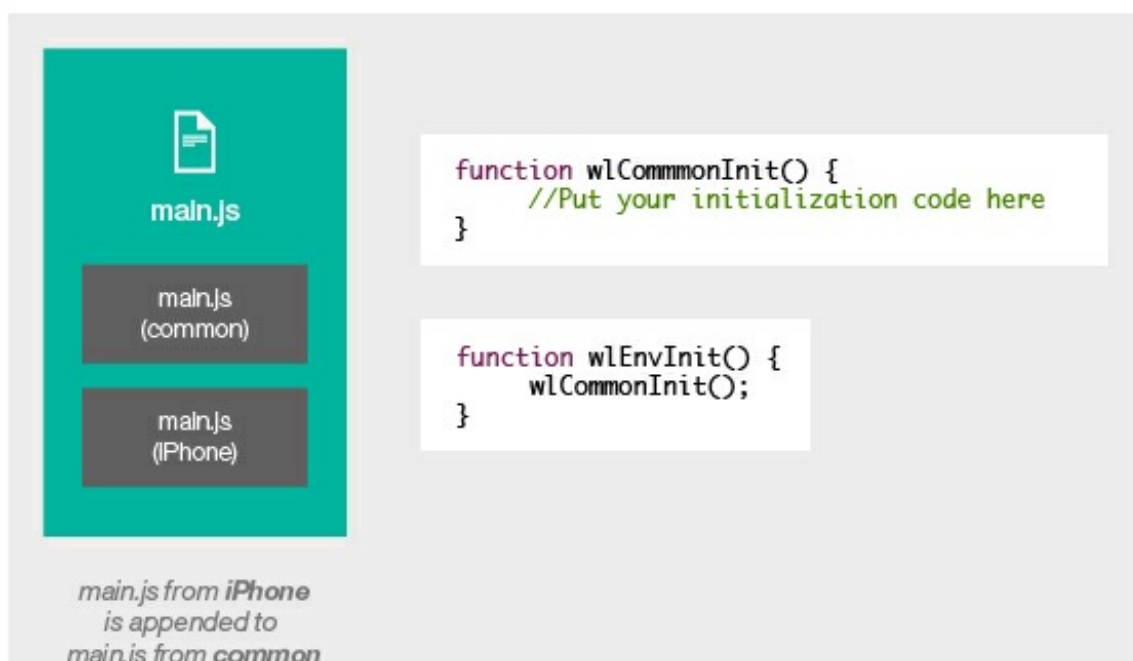 main.js
main.js
(common)
main.js
(iPhone)
main.js from iPhone
is appended to
main.js from common
function wlCommmonInit() {
//Put your initialization code here
}
function wlEnvInit() {
wlCommonInit();
}